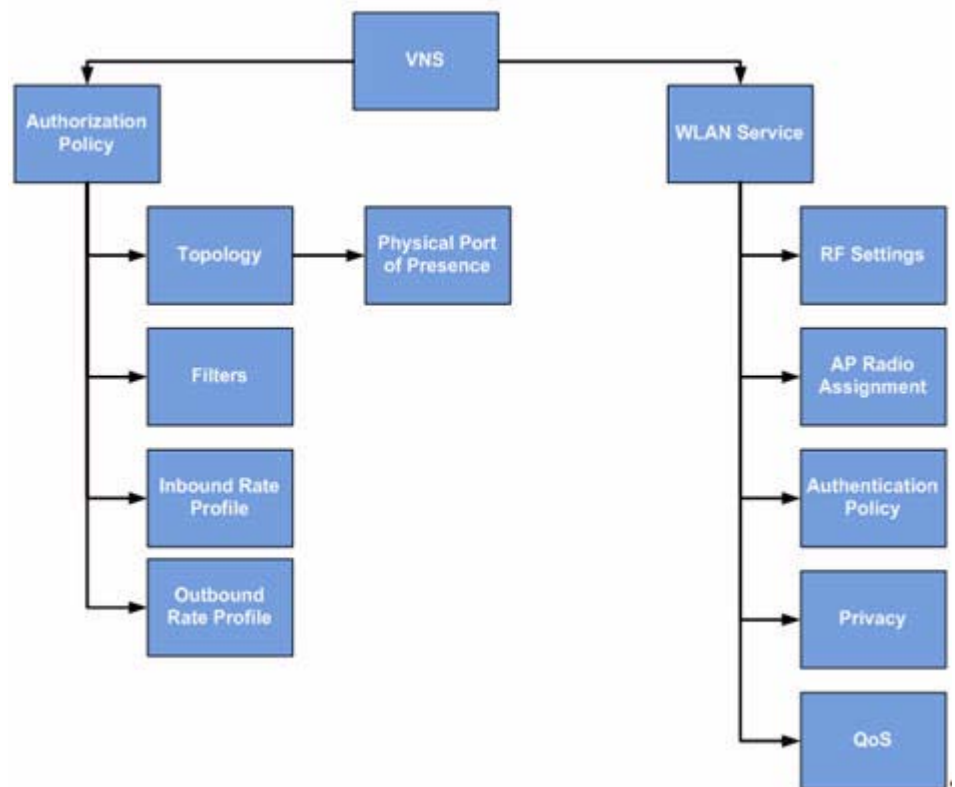 VNS
Authorization
Policy
WLAN Service
Topology
Physical Port
of Presence
RF Settings
Filters
AP Radio
Assignment
Inbound Rate
Profile
Authentication
Policy
Outbound
Rate Profile
Privacy
QoS